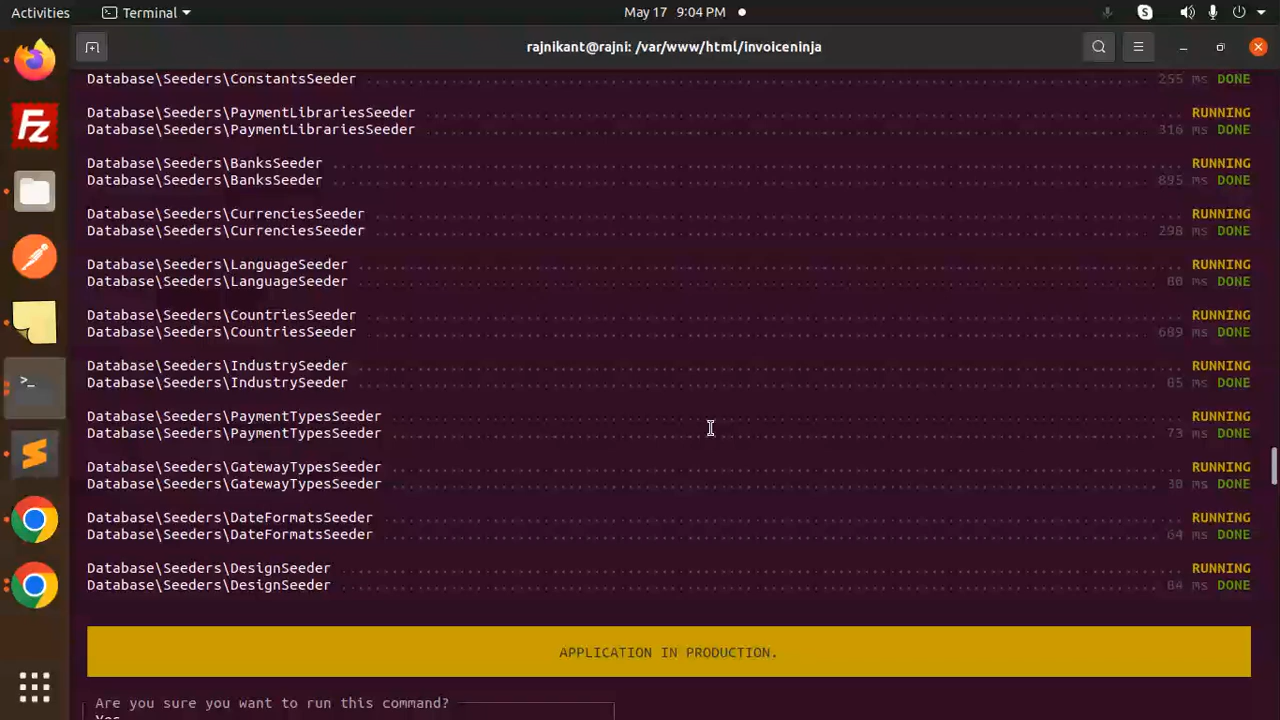 Activities Terminal May 17 9:04 PM
rajnikant@rajni: /var/www/html/invoiceninja
Database\Seeders\ConstantsSeeder 255 ms DONE
Database\Seeders\PaymentLibrariesSeeder RUNNING
Database\Seeders\PaymentLibrariesSeeder 316 ms DONE
Database\Seeders\BanksSeeder RUNNING
Database\Seeders\BanksSeeder 895 ms DONE
Database\Seeders\CurrenciesSeeder RUNNING
Database\Seeders\CurrenciesSeeder 298 ms DONE
Database\Seeders\LanguageSeeder RUNNING
Database\Seeders\LanguageSeeder ms DONE
Database\Seeders\CountriesSeeder RUNNING
Database\Seeders\CountriesSeeder 689 ms DONE
Database\Seeders\IndustrySeeder RUNNING
Database\Seeders\IndustrySeeder ms DONE
Database\Seeders\PaymentTypesSeeder RUNNING
Database\Seeders\PaymentTypesSeeder 73 ms DONE
Database\Seeders\GatewayTypesSeeder RUNNING
Database\Seeders\GatewayTypesSeeder ms DONE
Database\Seeders\DateFormatsSeeder RUNNING
Database\Seeders\DateFormatsSeeder 64 ms DONE
Database\Seeders\DesignSeeder RUNNING
Database\Seeders\DesignSeeder ms DONE
APPLICATION IN PRODUCTION.
Are you sure you want to run this command?
Yes